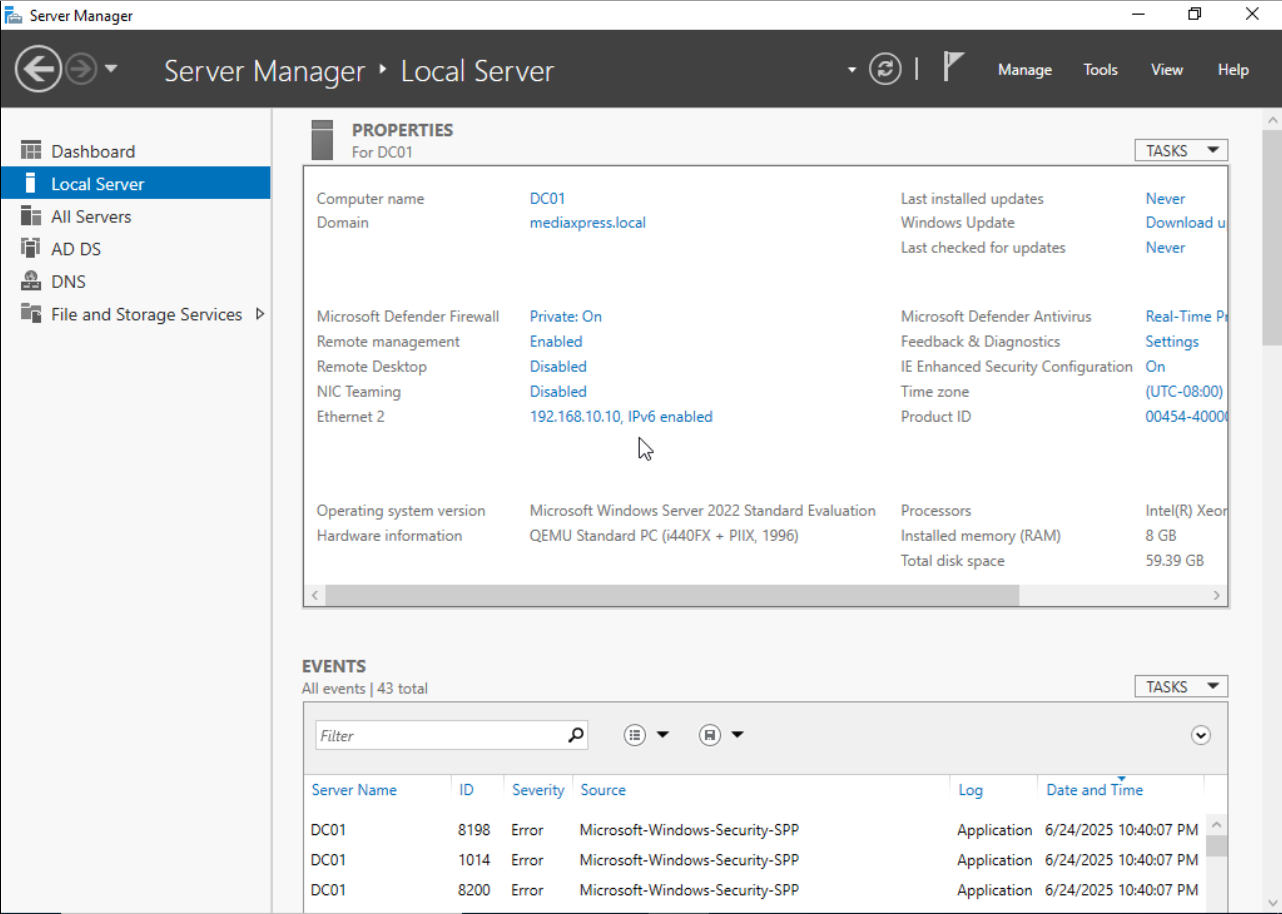 Server Manager
Server Manager ‣ Local Server
Manage Tools View Help
Dashboard
Local Server
All Servers
AD DS
DNS
File and Storage Services
PROPERTIES
For DC01
TASKS
Computer name DC01
Domain mediaxpress.local
Last installed updates Never
Windows Update Download u
Last checked for updates Never
Microsoft Defender Firewall Private: On
Remote management Enabled
Remote Desktop Disabled
NIC Teaming Disabled
Ethernet 2 192.168.10.10, IPv6 enabled
Microsoft Defender Antivirus Real-Time Pr
Feedback & Diagnostics Settings
IE Enhanced Security Configuration On
Time zone (UTC-08:00)
Product ID 00454-40000
Operating system version Microsoft Windows Server 2022 Standard Evaluation
Hardware information QEMU Standard PC (i440FX + PIIX, 1996)
Processors Intel(R) Xeor
Installed memory (RAM) 8 GB
Total disk space 59.39 GB
EVENTS
All events | 43 total
TASKS
Filter
Server Name ID Severity Source Log Date and Time
DC01 8198 Error Microsoft-Windows-Security-SPP Application 6/24/2025 10:40:07 PM
DC01 1014 Error Microsoft-Windows-Security-SPP Application 6/24/2025 10:40:07 PM
DC01 8200 Error Microsoft-Windows-Security-SPP Application 6/24/2025 10:40:07 PM